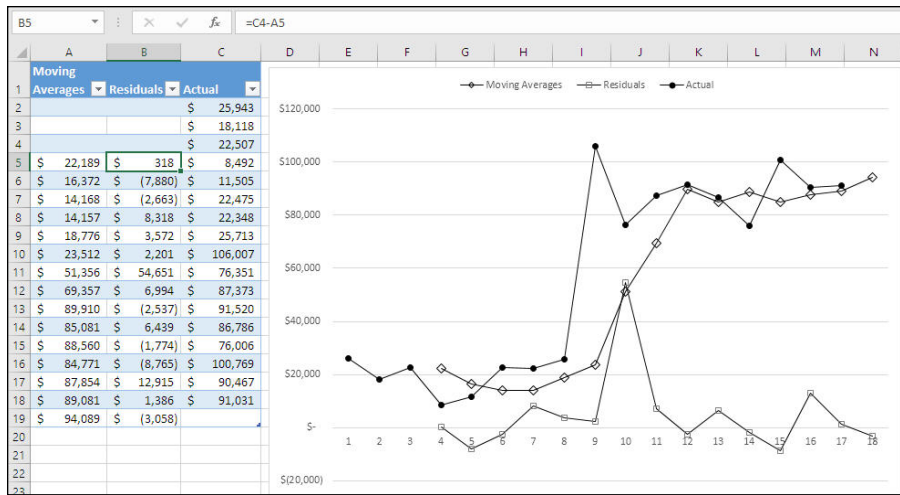 B5 fx =C4-A5
A B C D E F G H I J K L M N
Moving
1 Averages Residuals Actual
2 $ 25,943
3 $ 18,118
4 $ 22,507
5 $ 22,189 $ 318 $ 8,492
6 $ 16,372 $ (7,880) $ 11,505
7 $ 14,168 $ (2,663) $ 22,475
8 $ 14,157 $ 8,318 $ 22,348
9 $ 18,776 $ 3,572 $ 25,713
10 $ 23,512 $ 2,201 $ 106,007
11 $ 51,356 $ 54,651 $ 76,351
12 $ 69,357 $ 6,994 $ 87,373
13 $ 89,910 $ (2,537) $ 91,520
14 $ 85,081 $ 6,439 $ 86,786
15 $ 88,560 $ (1,774) $ 76,006
16 $ 84,771 $ (8,765) $ 100,769
17 $ 87,854 $ 12,915 $ 90,467
18 $ 89,081 $ 1,386 $ 91,031
19 $ 94,089 $ (3,058)
20
21
22
23
Moving Averages Residuals Actual
$120,000
$100,000
$80,000
$60,000
$40,000
$20,000
$-
$(20,000)
1 2 3 4 5 6 7 8 9 10 11 12 13 14 15 16 17 18